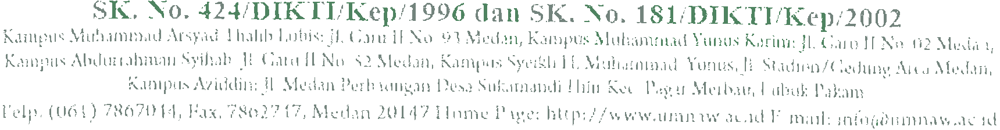 SK. No. 424/DIKTI/Kep/1996 dan SK. No. 181/DIKTI/Kep/2002
Kampus Muhammad Arsyad Thalib Lubis: Jl. Garu II No. 93 Medan, Kampus Muhammad Yunus Karim: Jl. Garu II No. 02 Medan,
Kampus Abdurrahman Syihab: Jl. Garu II No. 52 Medan, Kampus Syeikh H. Muhammad Yunus, Jl. Stadion/Gedung Arca Medan,
Kampus Aziddin: Jl. Medan Perbaungan Desa Sukamandi Hilir Kec. Pagar Merbau, Lubuk Pakam
Telp. (061) 7867044, Fax. 7862747, Medan 20147 Home Page: http://www.umnaw.ac.id E-mail: info@umnaw.ac.id